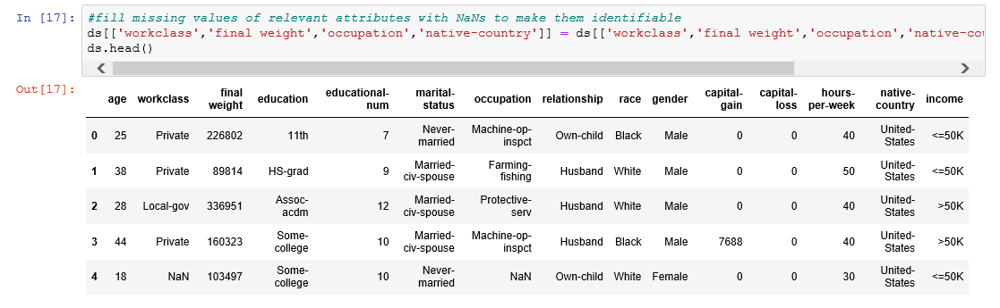 In [17]: #fill missing values of relevant attributes with NaNs to make them identifiable
ds[['workclass','final weight','occupation','native-country']] = ds[['workclass','final weight','occupation','native-cou
ds.head()
Out[17]:
age workclass final weight education educational-num marital-status occupation relationship race gender capital-gain capital-loss hours-per-week native-country income
0 25 Private 226802 11th 7 Never-married Machine-op-inspct Own-child Black Male 0 0 40 United-States <=50K
1 38 Private 89814 HS-grad 9 Married-civ-spouse Farming-fishing Husband White Male 0 0 50 United-States <=50K
2 28 Local-gov 336951 Assoc-acdm 12 Married-civ-spouse Protective-serv Husband White Male 0 0 40 United-States >50K
3 44 Private 160323 Some-college 10 Married-civ-spouse Machine-op-inspct Husband Black Male 7688 0 40 United-States >50K
4 18 NaN 103497 Some-college 10 Never-married NaN Own-child White Female 0 0 30 United-States <=50K